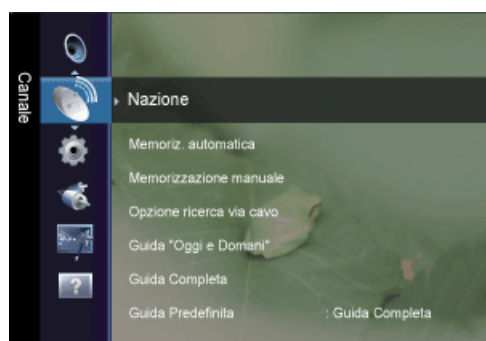 Canale
Nazione
Memoriz. automatica
Memorizzazione manuale
Opzione ricerca via cavo
Guida "Oggi e Domani"
Guida Completa
Guida Predefinita : Guida Completa